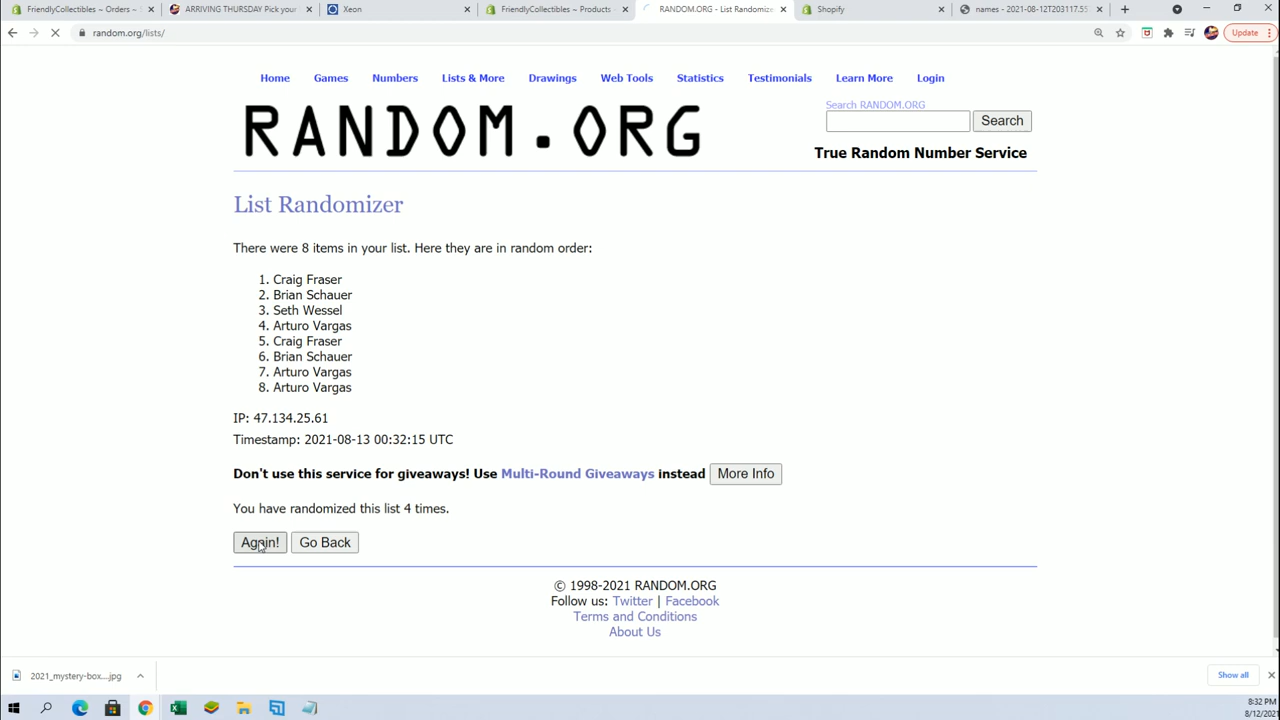 FriendlyCollectibles ~ Orders ~ S
ARRIVING THURSDAY Pick your
Xeon
FriendlyCollectibles ~ Products
RANDOM.ORG - List Randomize
Shopify
names - 2021-08-12T203117.55
random.org/lists/
Update
Home Games Numbers Lists & More Drawings Web Tools Statistics Testimonials Learn More Login
RANDOM.ORG
Search RANDOM.ORG
Search
True Random Number Service
List Randomizer
There were 8 items in your list. Here they are in random order:
1. Craig Fraser
2. Brian Schauer
3. Seth Wessel
4. Arturo Vargas
5. Craig Fraser
6. Brian Schauer
7. Arturo Vargas
8. Arturo Vargas
IP: 47.134.25.61
Timestamp: 2021-08-13 00:32:15 UTC
Don't use this service for giveaways! Use Multi-Round Giveaways instead More Info
You have randomized this list 4 times.
Again! Go Back
© 1998-2021 RANDOM.ORG
Follow us: Twitter | Facebook
Terms and Conditions
About Us
2021_mystery-box....jpg
Show all
8:32 PM
8/12/2021